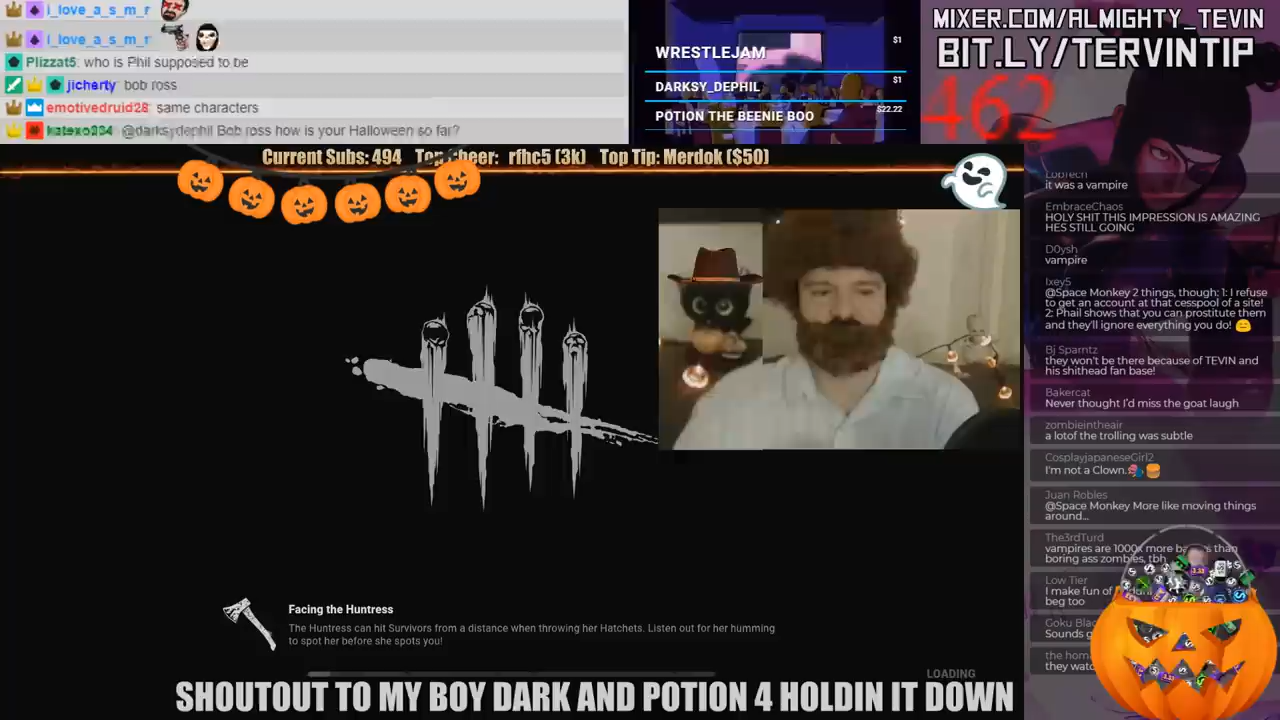 i_love_a_s_m_r
i_love_a_s_m_r
Plizzat5: who is Phil supposed to be
jicherty bob ross
emotivedruid28: same characters
katexo234 @darksydephil Bob ross how is your Halloween so far?
WRESTLEJAM
$1
DARKSY_DEPHIL
$1
POTION THE BEENIE BOO
$22.22
MIXER.COM/ALMIGHTY_TEVIN
BIT.LY/TERVINTIP
462
Current Subs: 494 Top Cheer: rfhc5 (3k) Top Tip: Merdok ($50)
Lobtech
it was a vampire
EmbraceChaos
HOLY SHIT THIS IMPRESSION IS AMAZING
HES STILL GOING
D0ysh
vampire
Ixey5
@Space Monkey 2 things, though: 1: I refuse
to get an account at that cesspool of a site!
2: Phail shows that you can prostitute them
and they'll ignore everything you do!
Bj Sparntz
they won't be there because of TEVIN and
his shithead fan base!
Bakercat
Never thought I'd miss the goat laugh
zombieintheair
a lotof the trolling was subtle
CosplayjapaneseGirl2
I'm not a Clown.
Juan Robles
@Space Monkey More like moving things
around...
The3rdTurd
vampires are 1000x more than
boring ass zombies, tbh
Low Tier
I make fun of
beg too
Goku
Sounds
the
they
Facing the Huntress
The Huntress can hit Survivors from a distance when throwing her Hatchets. Listen out for her humming
to spot her before she spots you!
LOADING
SHOUTOUT TO MY BOY DARK AND POTION 4 HOLDIN IT DOWN